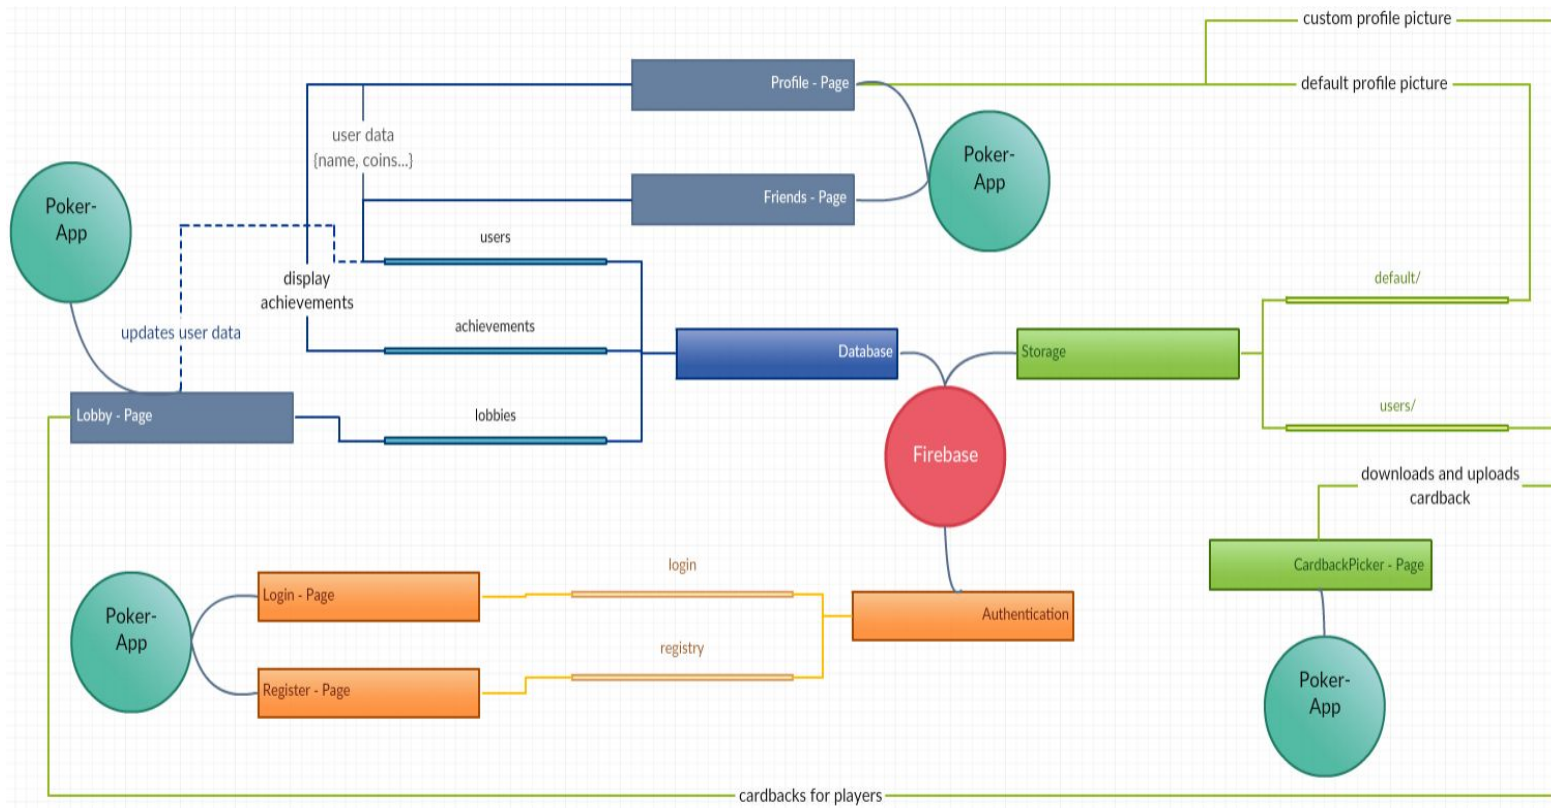 custom profile picture
Profile - Page
default profile picture
user data
{name, coins...}
Poker-
App
Poker-
App
Friends - Page
users
display
achievements
default/
updates user data
achievements
Database
Storage
Lobby - Page
lobbies
users/
Firebase
downloads and uploads
cardback
login
CardbackPicker - Page
Login - Page
Poker-
App
Authentication
registry
Register - Page
Poker-
App
cardbacks for players